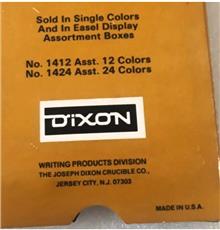 Sold In Single Colors
And In Easel Display
Assortment Boxes
No. 1412 Asst. 12 Colors
No. 1424 Asst. 24 Colors
DIXON
WRITING PRODUCTS DIVISION
THE JOSEPH DIXON CRUCIBLE CO.,
JERSEY CITY, N.J. 07303
MADE IN U.S.A.